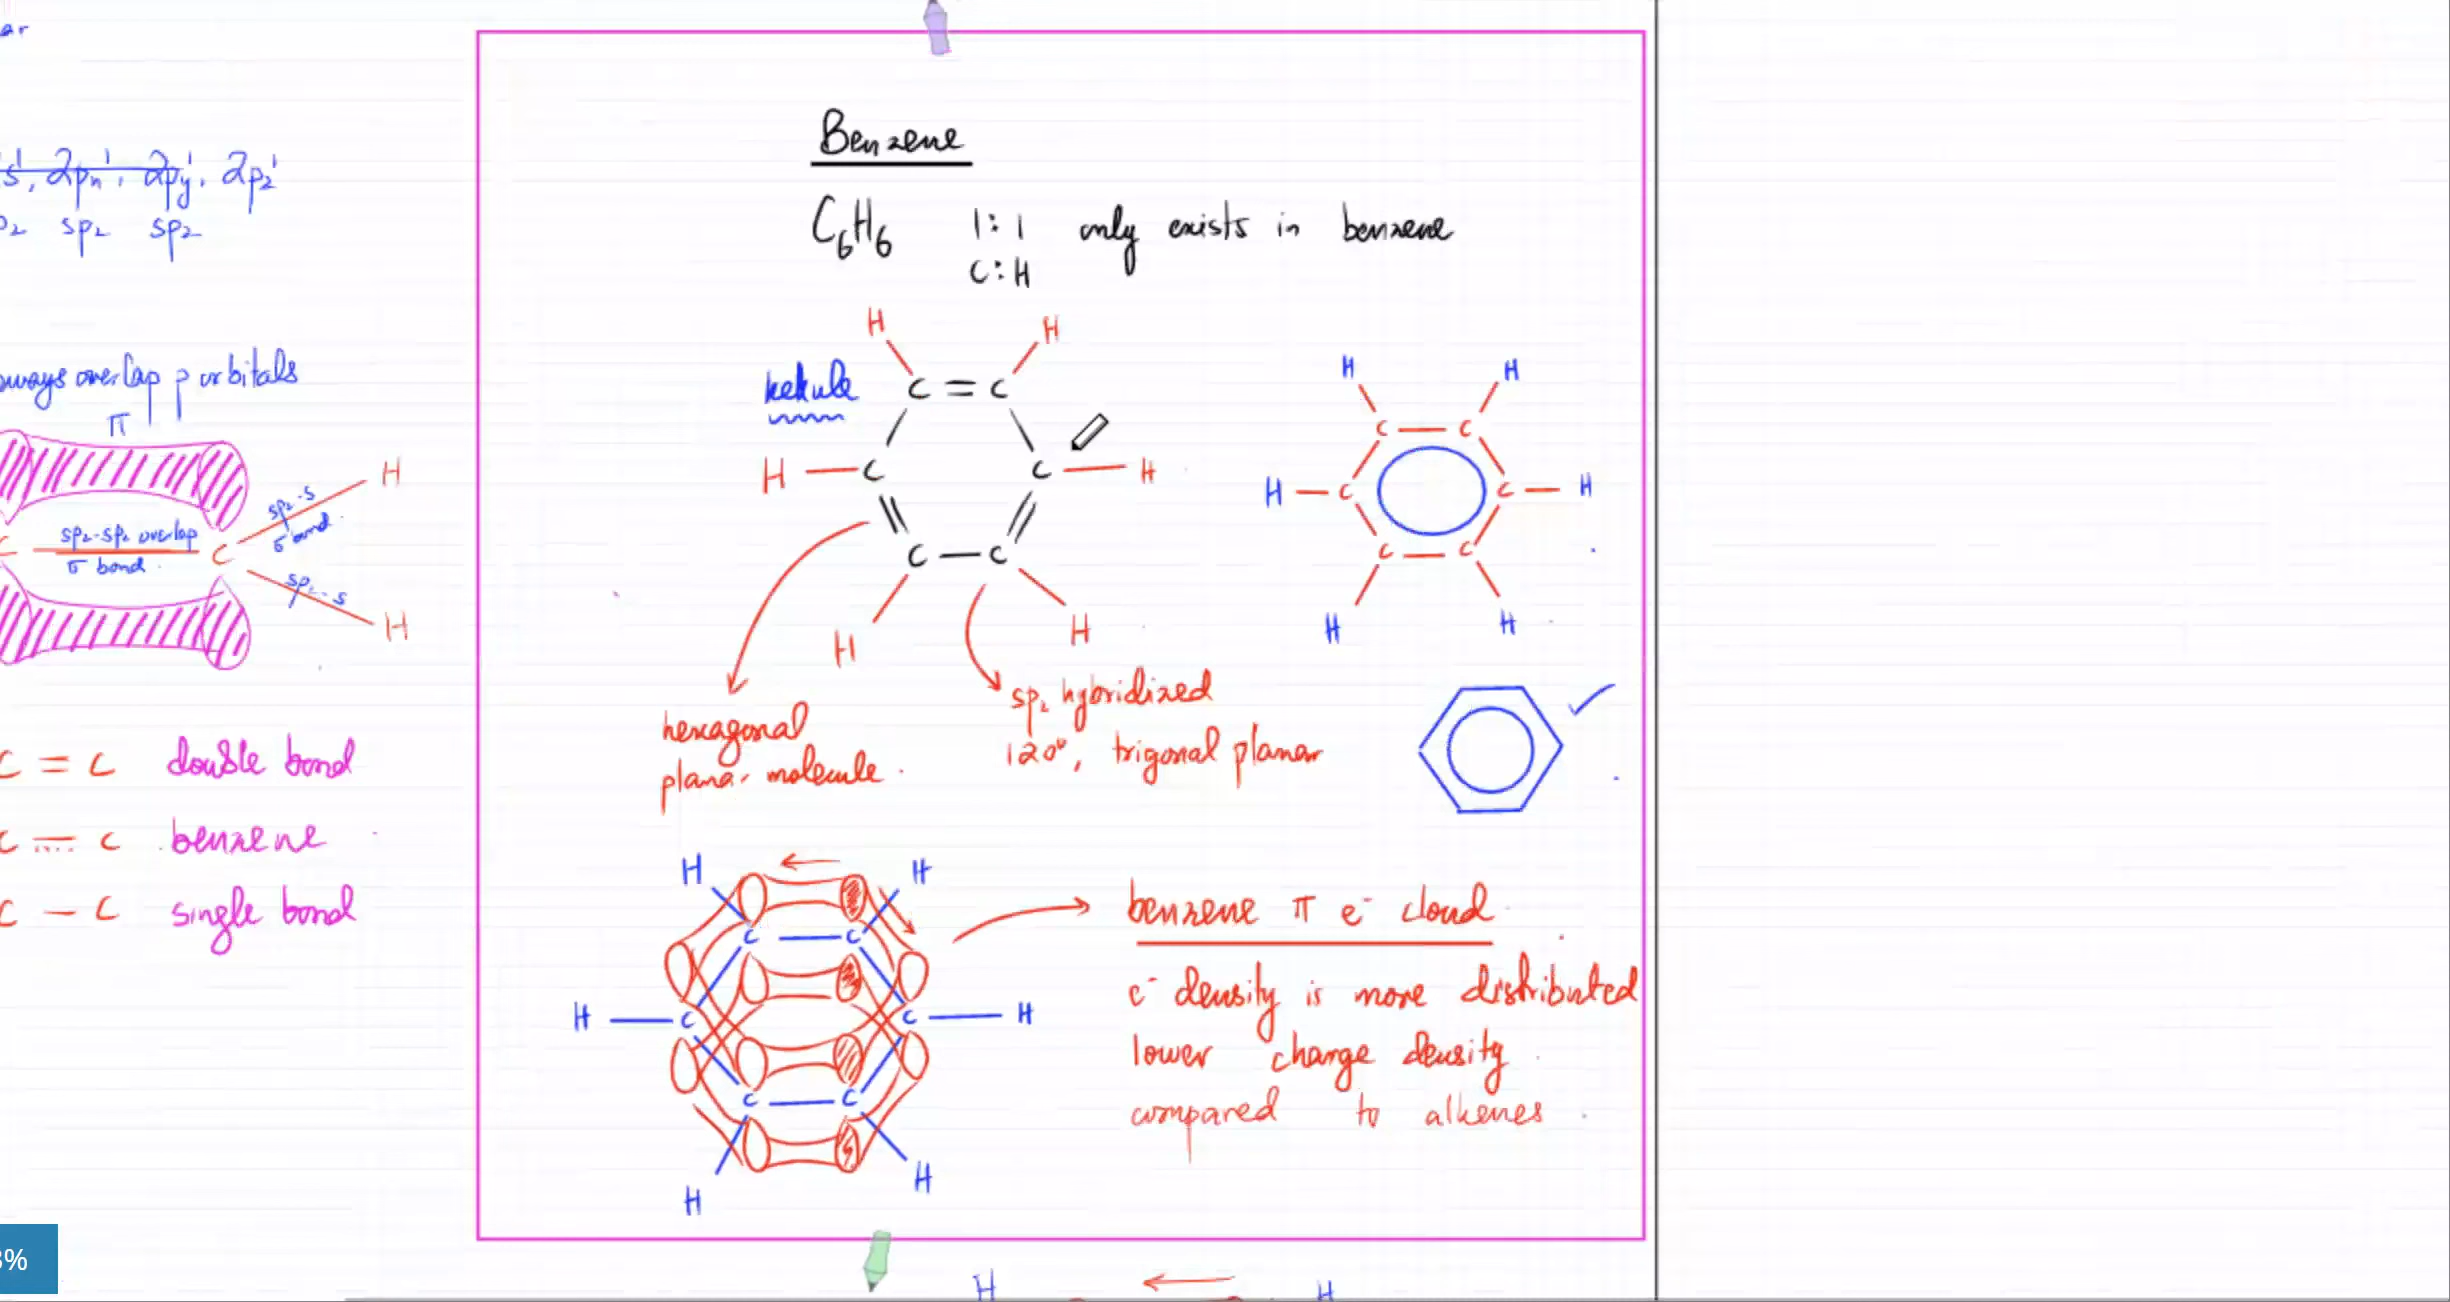 ar
2pn¹, 2py¹, 2pz¹
sp2 sp2
overlap p orbitals
π
H
sp2-s
σ bond
sp2-sp2 overlap
C
σ bond
sp2-s
H
C = C double bond
C C benzene
C – C single bond
Benzene
C6H6 1:1 only exists in benzene
C:H
H H
kekule
C = C
H — C C — H
C — C
H H
hexagonal
planar molecule.
sp2 hybridized
120°, trigonal planar
H H
C — C
H — C C — H
C — C
H H
H H
C — C
H — C C — H
C — C
H H
benzene π e⁻ cloud
e⁻ density is more distributed
lower charge density
compared to alkenes
H H
3%